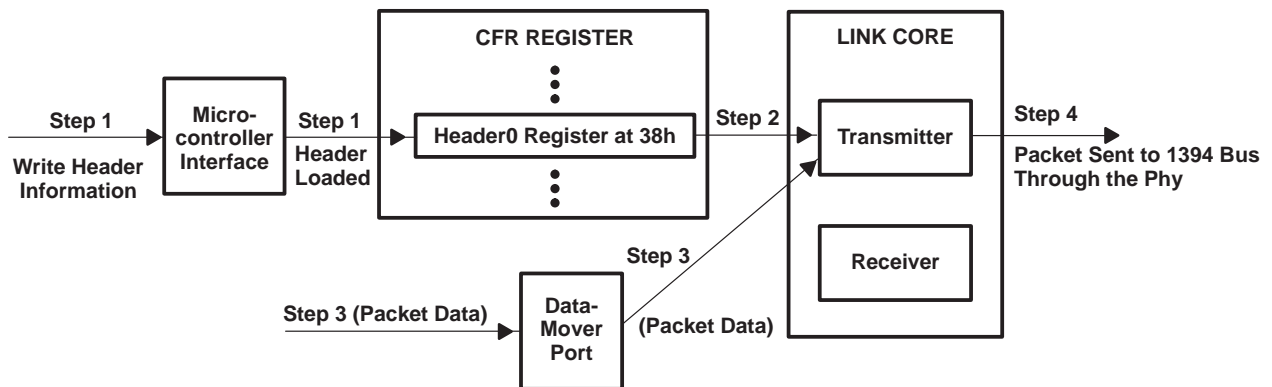 CFR REGISTER
LINK CORE
Step 1
Micro-
controller
Interface
Step 1
Header0 Register at 38h
Step 2
Transmitter
Step 4
Write Header
Information
Header
Loaded
Packet Sent to 1394 Bus
Through the Phy
Step 3
Receiver
Step 3 (Packet Data)
Data-
Mover
Port
(Packet Data)